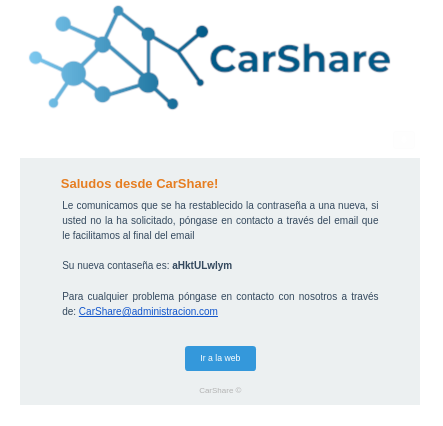 CarShare
Saludos desde CarShare!
Le comunicamos que se ha restablecido la contraseña a una nueva, si
usted no la ha solicitado, póngase en contacto a través del email que
le facilitamos al final del email
Su nueva contaseña es: aHktULwlym
Para cualquier problema póngase en contacto con nosotros a través
de: CarShare@administracion.com
Ir a la web
CarShare ©